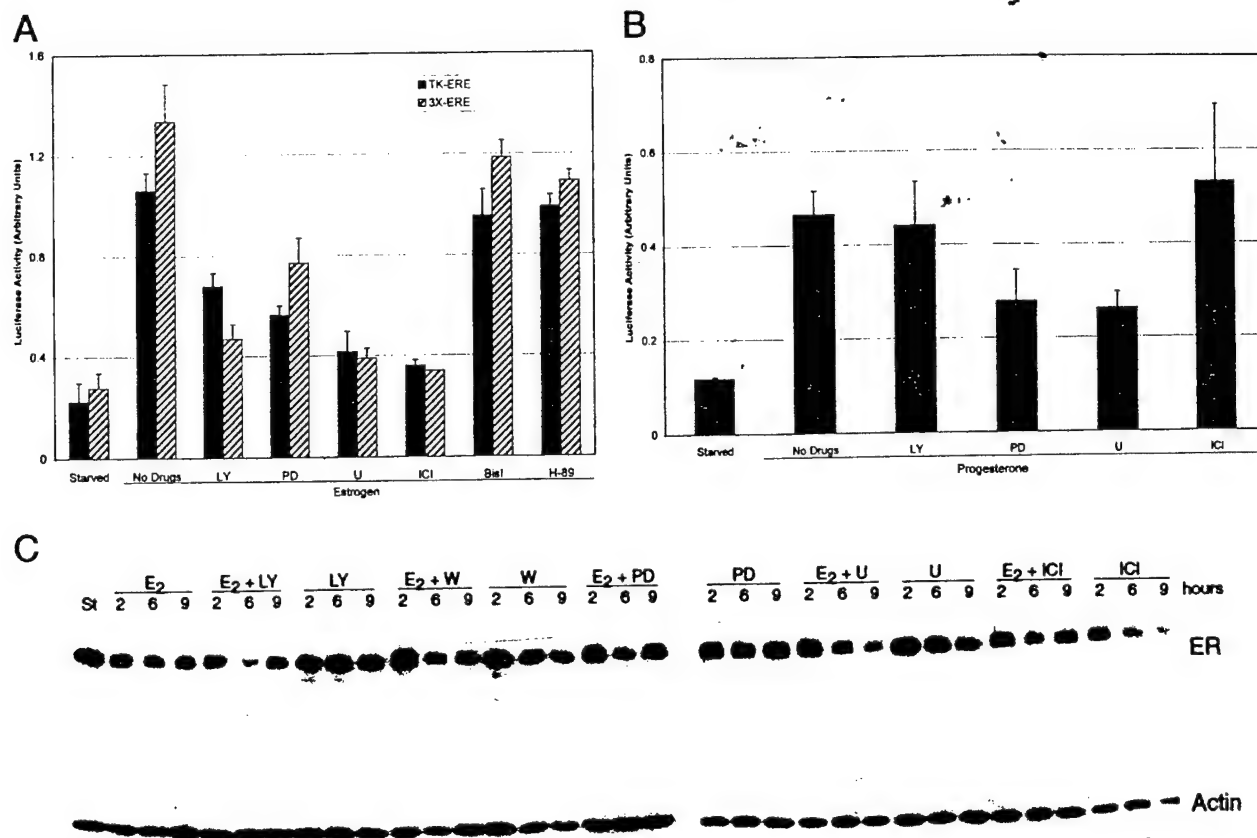 A
Luciferase Activity (Arbitrary Units)
1.6
1.2
0.8
0.4
0
TK-ERE
3X-ERE
Starved No Drugs LY PD U ICI BisI H-89
Estrogen
B
Luciferase Activity (Arbitrary Units)
0.8
0.6
0.4
0.2
0
Starved No Drugs LY PD U ICI
Progesterone
C
E2 E2 + LY LY E2 + W W E2 + PD PD E2 + U U E2 + ICI ICI
St 2 6 9 2 6 9 2 6 9 2 6 9 2 6 9 2 6 9 2 6 9 2 6 9 2 6 9 2 6 9 2 6 9 hours
ER
Actin